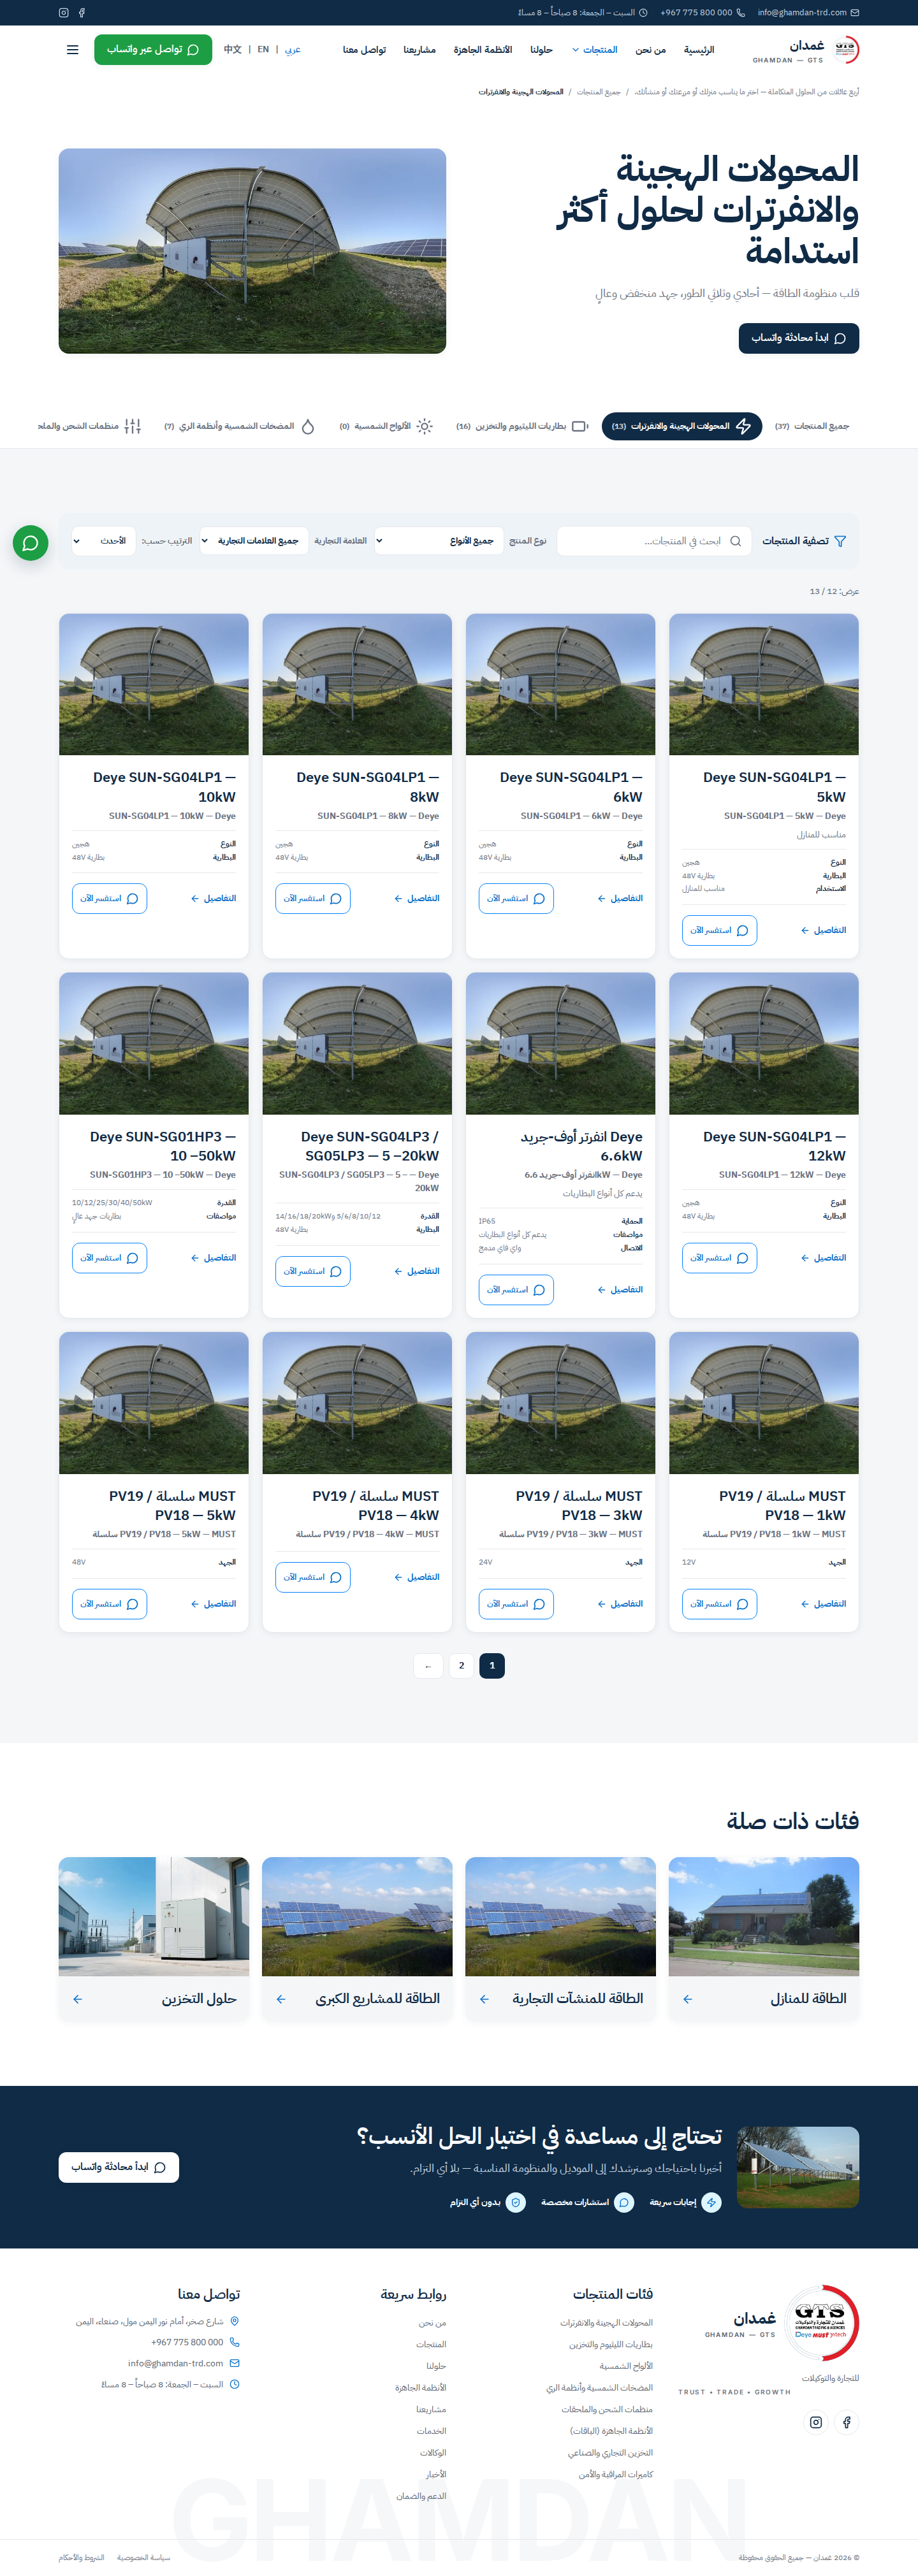 info@ghamdan-trd.com
+967 775 800 000
السبت – الجمعة: 8 صباحاً – 8 مساءً
غمدان
GHAMDAN — GTS
الرئيسية
من نحن
المنتجات
حلولنا
الأنظمة الجاهزة
مشاريعنا
تواصل معنا
عربي | EN | 中文
تواصل عبر واتساب
أربع عائلات من الحلول المتكاملة — اختر ما يناسب منزلك أو مزرعتك أو منشأتك. / جميع المنتجات / المحولات الهجينة والانفرترات
المحولات الهجينة
والانفرترات لحلول أكثر
استدامة
قلب منظومة الطاقة — أحادي وثلاثي الطور، جهد منخفض وعالٍ
ابدأ محادثة واتساب
جميع المنتجات (37)
المحولات الهجينة والانفرترات (13)
بطاريات الليثيوم والتخزين (16)
الألواح الشمسية (0)
المضخات الشمسية وأنظمة الري (7)
منظمات الشحن والملح
تصفية المنتجات
ابحث في المنتجات...
نوع المنتج
جميع الأنواع
العلامة التجارية
جميع العلامات التجارية
الترتيب حسب:
الأحدث
عرض: 12 / 13
Deye SUN-SG04LP1 —
5kW
SUN-SG04LP1 — 5kW — Deye
مناسب للمنازل
النوع هجين
البطارية بطارية 48V
الاستخدام مناسب للمنازل
التفاصيل
استفسر الآن
Deye SUN-SG04LP1 —
6kW
SUN-SG04LP1 — 6kW — Deye
النوع هجين
البطارية بطارية 48V
التفاصيل
استفسر الآن
Deye SUN-SG04LP1 —
8kW
SUN-SG04LP1 — 8kW — Deye
النوع هجين
البطارية بطارية 48V
التفاصيل
استفسر الآن
Deye SUN-SG04LP1 —
10kW
SUN-SG04LP1 — 10kW — Deye
النوع هجين
البطارية بطارية 48V
التفاصيل
استفسر الآن
Deye SUN-SG04LP1 —
12kW
SUN-SG04LP1 — 12kW — Deye
النوع هجين
البطارية بطارية 48V
التفاصيل
استفسر الآن
Deye انفرتر أوف-جريد
6.6kW
انفرتر أوف-جريد 6.6kW — Deye
يدعم كل أنواع البطاريات
الحماية IP65
مواصفات يدعم كل أنواع البطاريات
الاتصال واي فاي مدمج
التفاصيل
استفسر الآن
Deye SUN-SG04LP3 /
SG05LP3 — 5 –20kW
SUN-SG04LP3 / SG05LP3 — 5 – — Deye
20kW
القدرة 5/6/8/10/12 و14/16/18/20kW
البطارية بطارية 48V
التفاصيل
استفسر الآن
Deye SUN-SG01HP3 —
10 –50kW
SUN-SG01HP3 — 10 –50kW — Deye
القدرة 10/12/25/30/40/50kW
مواصفات بطاريات جهد عالٍ
التفاصيل
استفسر الآن
MUST سلسلة PV19 /
PV18 — 1kW
سلسلة PV19 / PV18 — 1kW — MUST
الجهد 12V
التفاصيل
استفسر الآن
MUST سلسلة PV19 /
PV18 — 3kW
سلسلة PV19 / PV18 — 3kW — MUST
الجهد 24V
التفاصيل
استفسر الآن
MUST سلسلة PV19 /
PV18 — 4kW
سلسلة PV19 / PV18 — 4kW — MUST
التفاصيل
استفسر الآن
MUST سلسلة PV19 /
PV18 — 5kW
سلسلة PV19 / PV18 — 5kW — MUST
الجهد 48V
التفاصيل
استفسر الآن
1 2 ←
فئات ذات صلة
الطاقة للمنازل
الطاقة للمنشآت التجارية
الطاقة للمشاريع الكبرى
حلول التخزين
تحتاج إلى مساعدة في اختيار الحل الأنسب؟
أخبرنا باحتياجك وسنرشدك إلى الموديل والمنظومة المناسبة — بلا أي التزام.
إجابات سريعة
استشارات مخصصة
بدون أي التزام
ابدأ محادثة واتساب
GTS
غمدان للتجارة والتوكيلات
GHAMDAN TRADING & AGENCIES
Deye MUST
غمدان
GHAMDAN — GTS
للتجارة والتوكيلات
TRUST • TRADE • GROWTH
فئات المنتجات
المحولات الهجينة والانفرترات
بطاريات الليثيوم والتخزين
الألواح الشمسية
المضخات الشمسية وأنظمة الري
منظمات الشحن والملحقات
الأنظمة الجاهزة (الباقات)
التخزين التجاري والصناعي
كاميرات المراقبة والأمن
روابط سريعة
من نحن
المنتجات
حلولنا
الأنظمة الجاهزة
مشاريعنا
الخدمات
الوكالات
الأخبار
الدعم والضمان
تواصل معنا
شارع صخر، أمام نور اليمن مول، صنعاء، اليمن
+967 775 800 000
info@ghamdan-trd.com
السبت – الجمعة: 8 صباحاً – 8 مساءً
GHAMDAN
© 2026 غمدان — جميع الحقوق محفوظة
سياسة الخصوصية
الشروط والأحكام